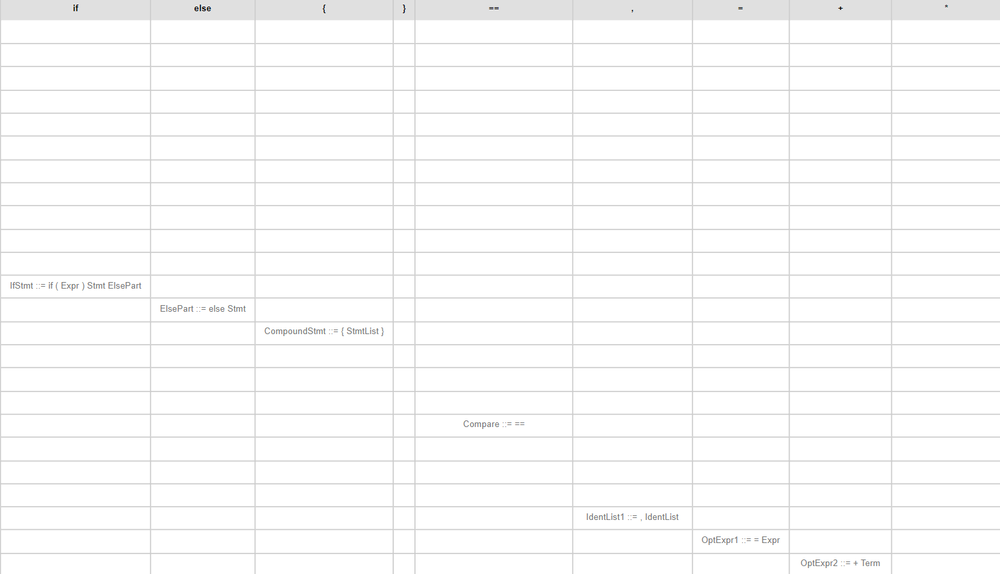 if else { } == , = + *
IfStmt ::= if ( Expr ) Stmt ElsePart
ElsePart ::= else Stmt
CompoundStmt ::= { StmtList }
Compare ::= ==
IdentList1 ::= , IdentList
OptExpr1 ::= = Expr
OptExpr2 ::= + Term